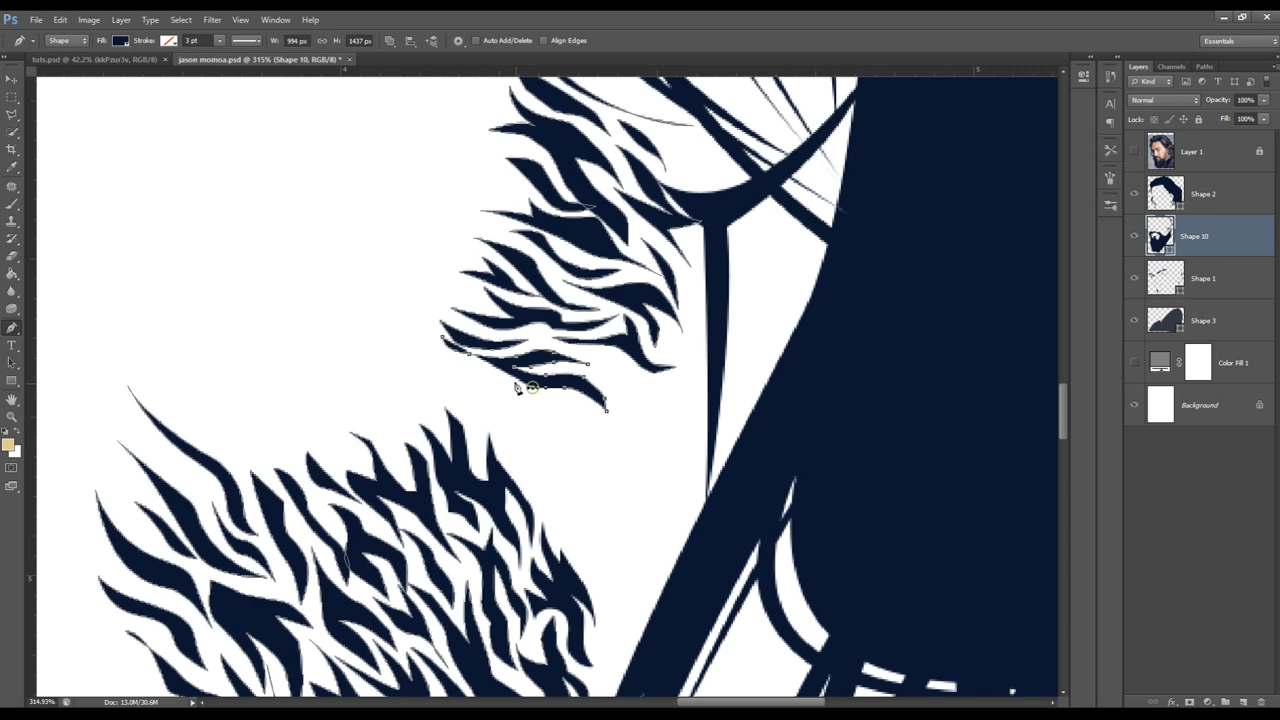 Ps File Edit Image Layer Type Select Filter View Window Help
Shape Fill: Stroke: 3 pt W: 994 px H: 1437 px Auto Add/Delete Align Edges Essentials
tuts.psd @ 42.2% (kkPzur3v, RGB/8) × jason momoa.psd @ 315% (Shape 10, RGB/8) * ×
4 5
Layers Channels Paths
Kind
Normal Opacity: 100%
Lock: Fill: 100%
Layer 1
Shape 2
Shape 10
Shape 1
Shape 3
Color Fill 1
Background
5
314.93% Doc: 13.0M/30.6M